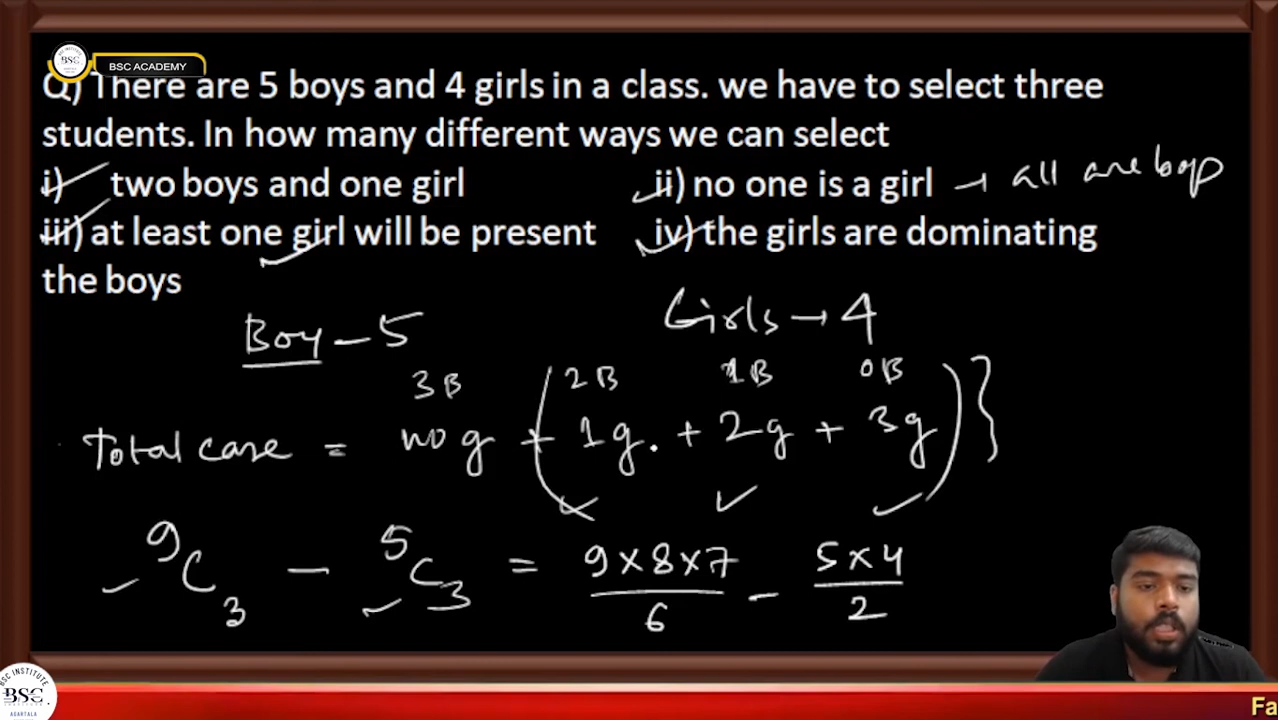 BSC ACADEMY
Q) There are 5 boys and 4 girls in a class. we have to select three
students. In how many different ways we can select
i) two boys and one girl
ii) no one is a girl → all are boys
iii) at least one girl will be present
iv) the girls are dominating
the boys
Boy - 5
Girls → 4
3B 2B 1B 0B
Total case = no g + (1g. + 2g + 3g)}
9C3 - 5C3 = 9×8×7/6 - 5×4/2
BSC INSTITUTE
BSC
AGARTALA
Fa